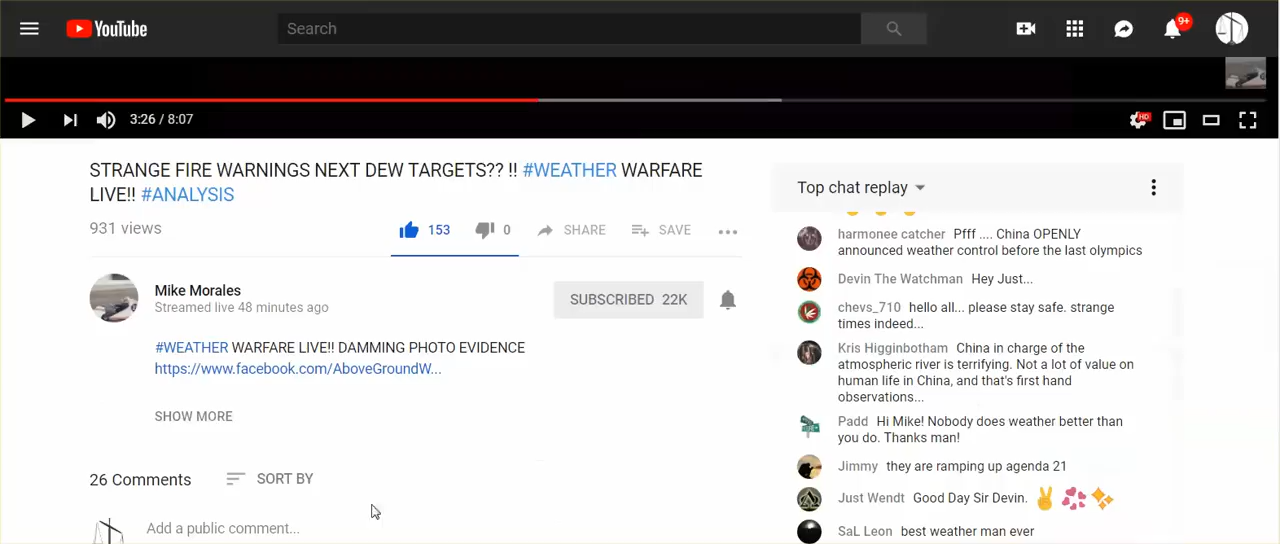 YouTube
Search
9+
3:26 / 8:07
HD
STRANGE FIRE WARNINGS NEXT DEW TARGETS?? !! #WEATHER WARFARE
LIVE!! #ANALYSIS
931 views
153
0
SHARE
SAVE
Mike Morales
Streamed live 48 minutes ago
SUBSCRIBED 22K
#WEATHER WARFARE LIVE!! DAMMING PHOTO EVIDENCE
https://www.facebook.com/AboveGroundW...
SHOW MORE
26 Comments
SORT BY
Add a public comment...
Top chat replay
harmonee catcher Pfff .... China OPENLY
announced weather control before the last olympics
Devin The Watchman Hey Just...
chevs_710 hello all... please stay safe. strange
times indeed...
Kris Higginbotham China in charge of the
atmospheric river is terrifying. Not a lot of value on
human life in China, and that's first hand
observations...
Padd Hi Mike! Nobody does weather better than
you do. Thanks man!
Jimmy they are ramping up agenda 21
Just Wendt Good Day Sir Devin.
SaL Leon best weather man ever